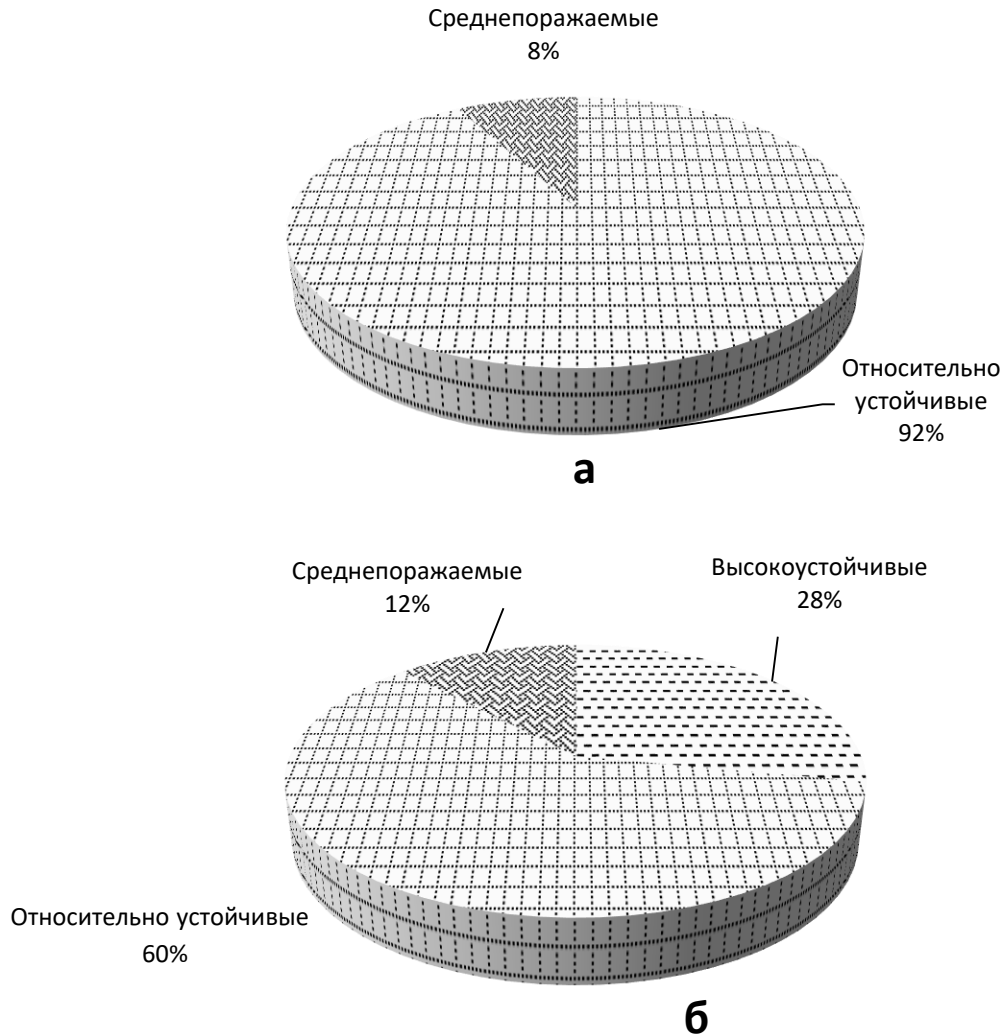 Среднепоражаемые
8%
Относительно
устойчивые
92%
а
Среднепоражаемые
12%
Высокоустойчивые
28%
Относительно устойчивые
60%
б